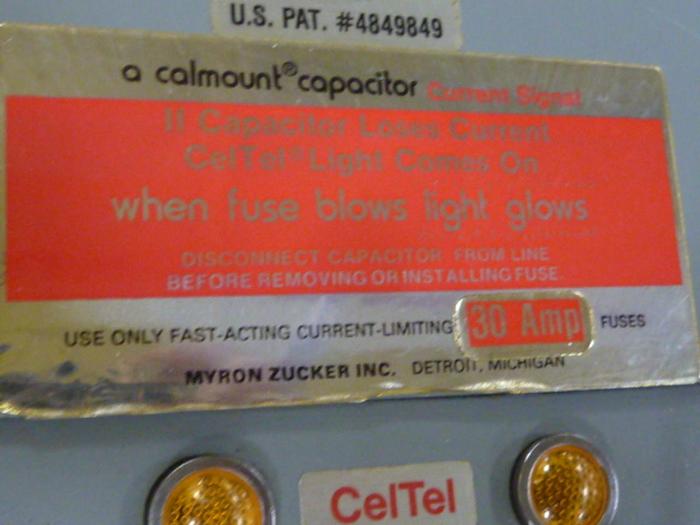 U.S. PAT. #4849849
a calmount® capacitor Current Signal
If Capacitor Loses Current
CelTel® Light Comes On
when fuse blows light glows
DISCONNECT CAPACITOR FROM LINE
BEFORE REMOVING OR INSTALLING FUSE
USE ONLY FAST-ACTING CURRENT-LIMITING 30 Amp FUSES
MYRON ZUCKER INC. DETROIT, MICHIGAN
CelTel